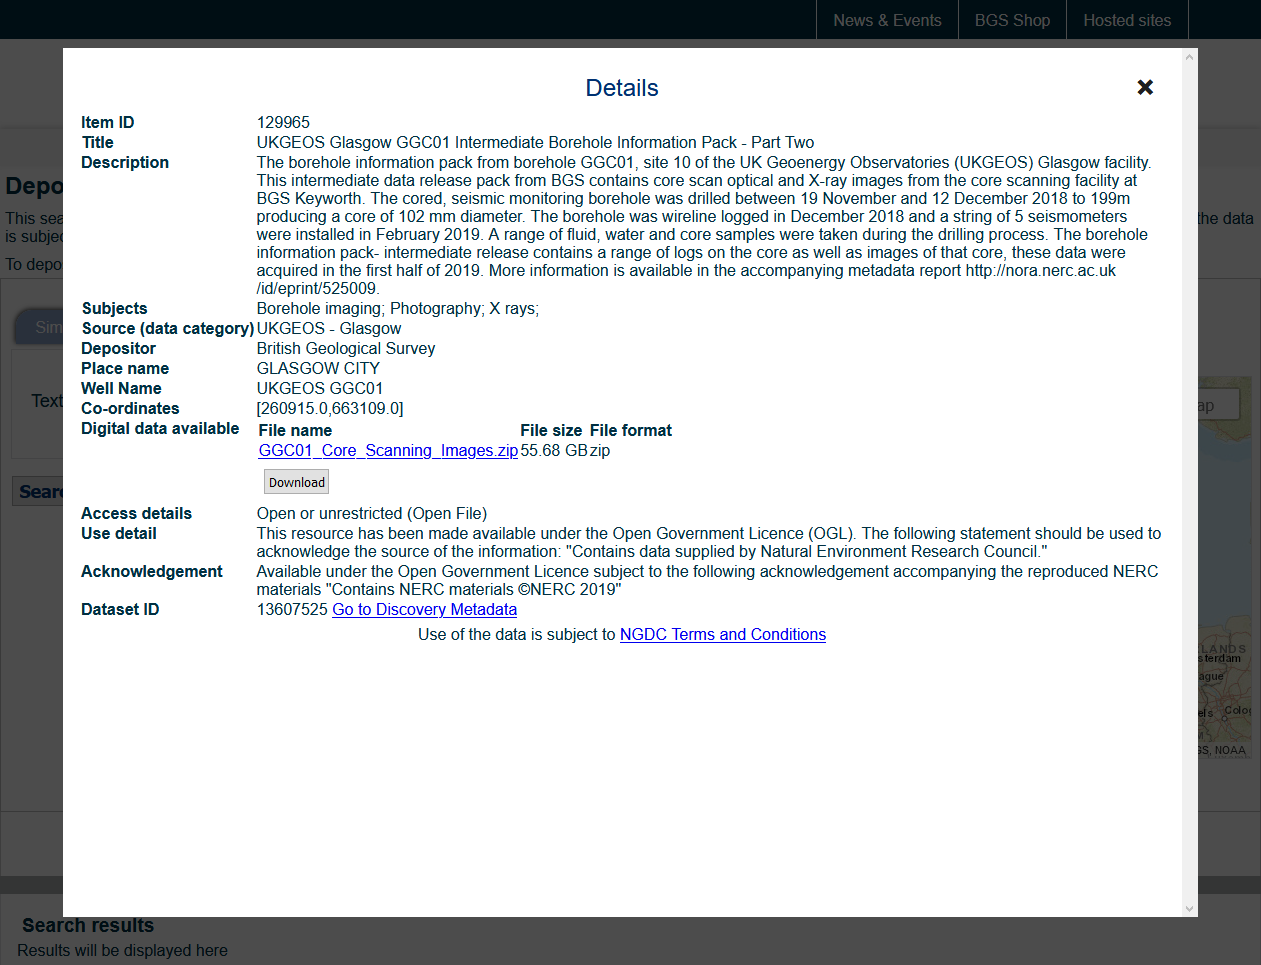 News & Events BGS Shop Hosted sites
Details
Item ID 129965
Title UKGEOS Glasgow GGC01 Intermediate Borehole Information Pack - Part Two
Description The borehole information pack from borehole GGC01, site 10 of the UK Geoenergy Observatories (UKGEOS) Glasgow facility.
This intermediate data release pack from BGS contains core scan optical and X-ray images from the core scanning facility at
BGS Keyworth. The cored, seismic monitoring borehole was drilled between 19 November and 12 December 2018 to 199m
producing a core of 102 mm diameter. The borehole was wireline logged in December 2018 and a string of 5 seismometers
were installed in February 2019. A range of fluid, water and core samples were taken during the drilling process. The borehole
information pack- intermediate release contains a range of logs on the core as well as images of that core, these data were
acquired in the first half of 2019. More information is available in the accompanying metadata report http://nora.nerc.ac.uk
/id/eprint/525009.
Subjects Borehole imaging; Photography; X rays;
Source (data category) UKGEOS - Glasgow
Depositor British Geological Survey
Place name GLASGOW CITY
Well Name UKGEOS GGC01
Co-ordinates [260915.0,663109.0]
Digital data available File name File size File format
GGC01_Core_Scanning_Images.zip 55.68 GB zip
Download
Access details Open or unrestricted (Open File)
Use detail This resource has been made available under the Open Government Licence (OGL). The following statement should be used to
acknowledge the source of the information: "Contains data supplied by Natural Environment Research Council."
Acknowledgement Available under the Open Government Licence subject to the following acknowledgement accompanying the reproduced NERC
materials "Contains NERC materials ©NERC 2019"
Dataset ID 13607525 Go to Discovery Metadata
Use of the data is subject to NGDC Terms and Conditions
Depo
This sea
the data
is subjec
To depo
Sim
Text
ap
Sear
LANDS
sterdam
ague
els Colo
GS, NOAA
Search results
Results will be displayed here